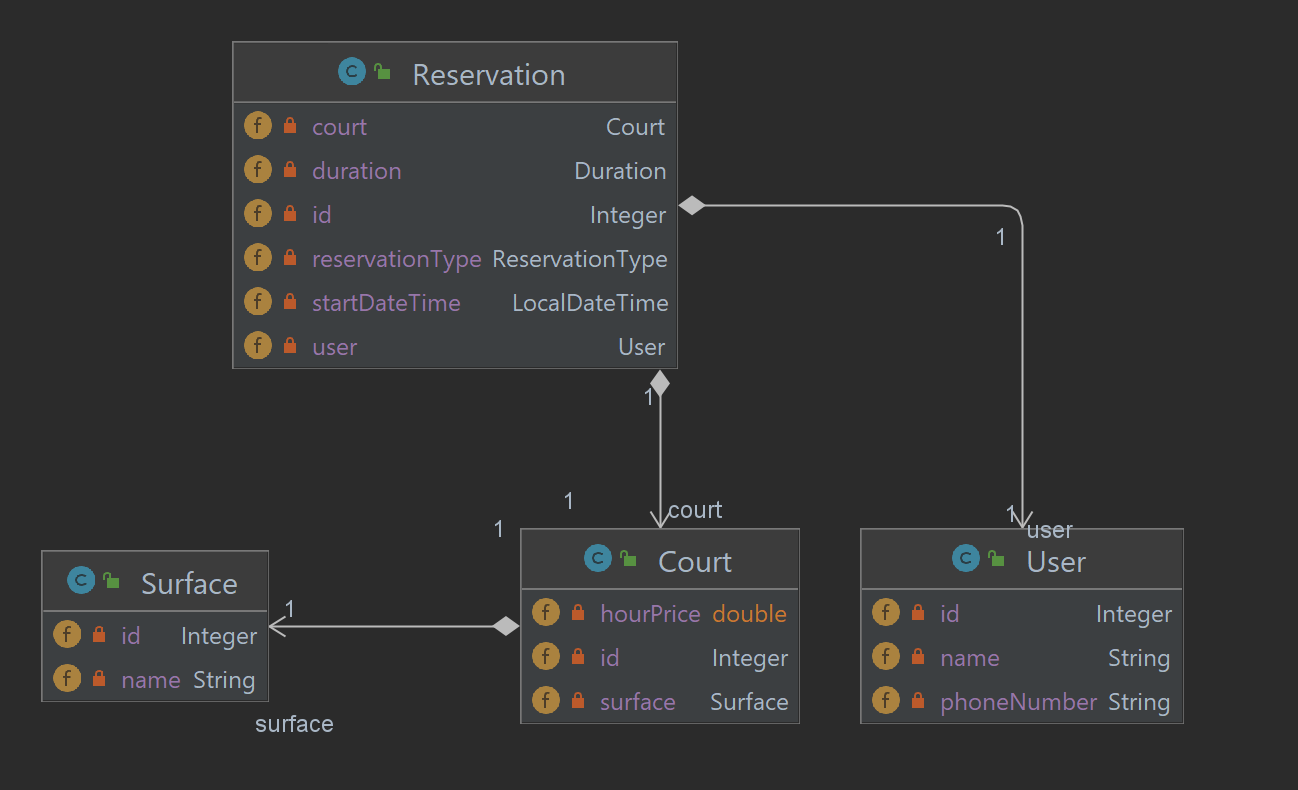 Reservation
court Court
duration Duration
id Integer
reservationType ReservationType
startDateTime LocalDateTime
user User
1
1
1
court
1
1
user
1
Surface
id Integer
name String
surface
Court
hourPrice double
id Integer
surface Surface
User
id Integer
name String
phoneNumber String